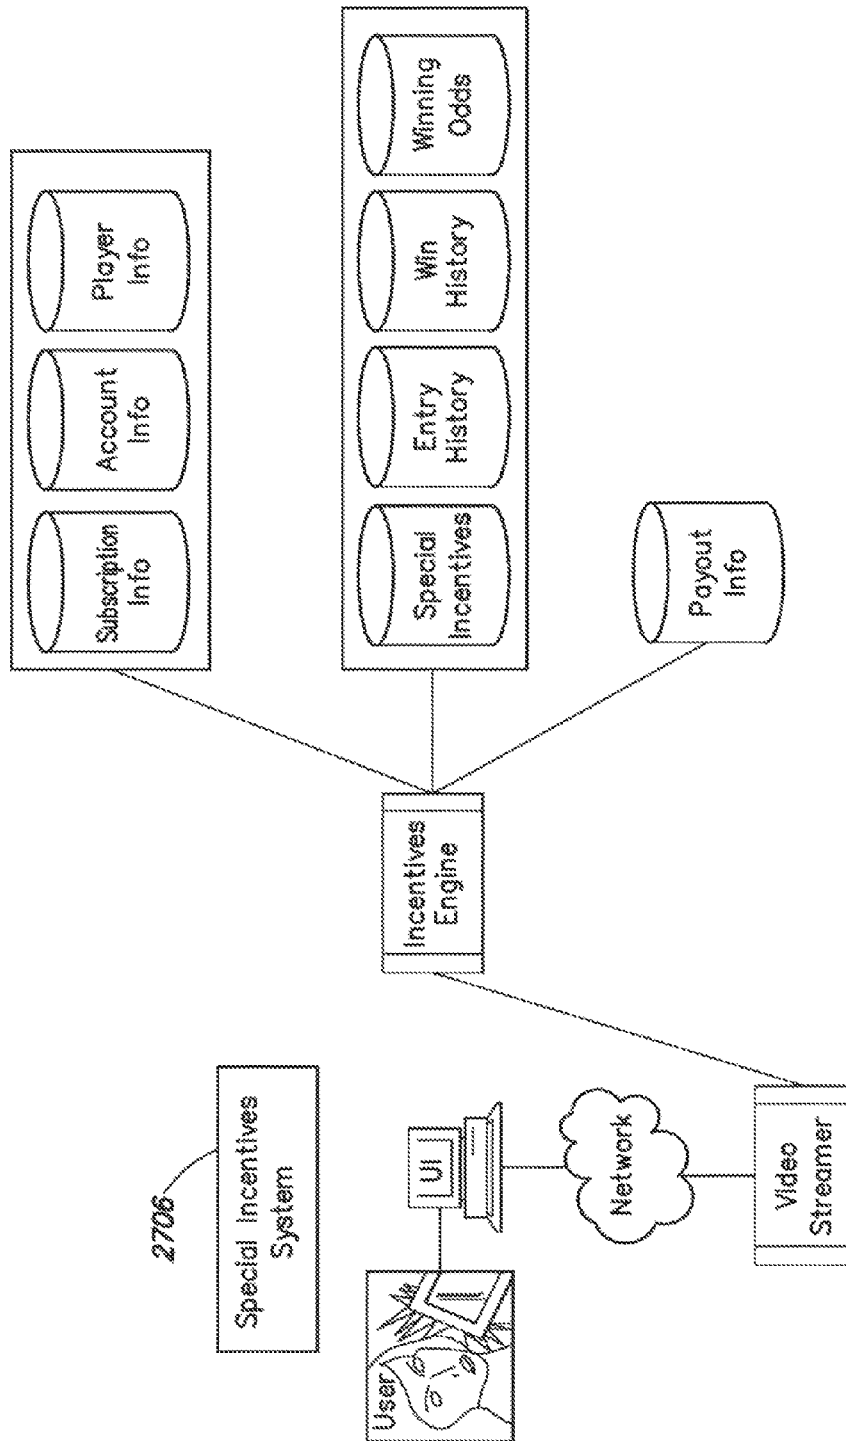 2706
Special Incentives
System
User
UI
Network
Video
Streamer
Incentives
Engine
Subscription
Info
Account
Info
Player
Info
Special
Incentives
Entry
History
Win
History
Winning
Odds
Payout
Info